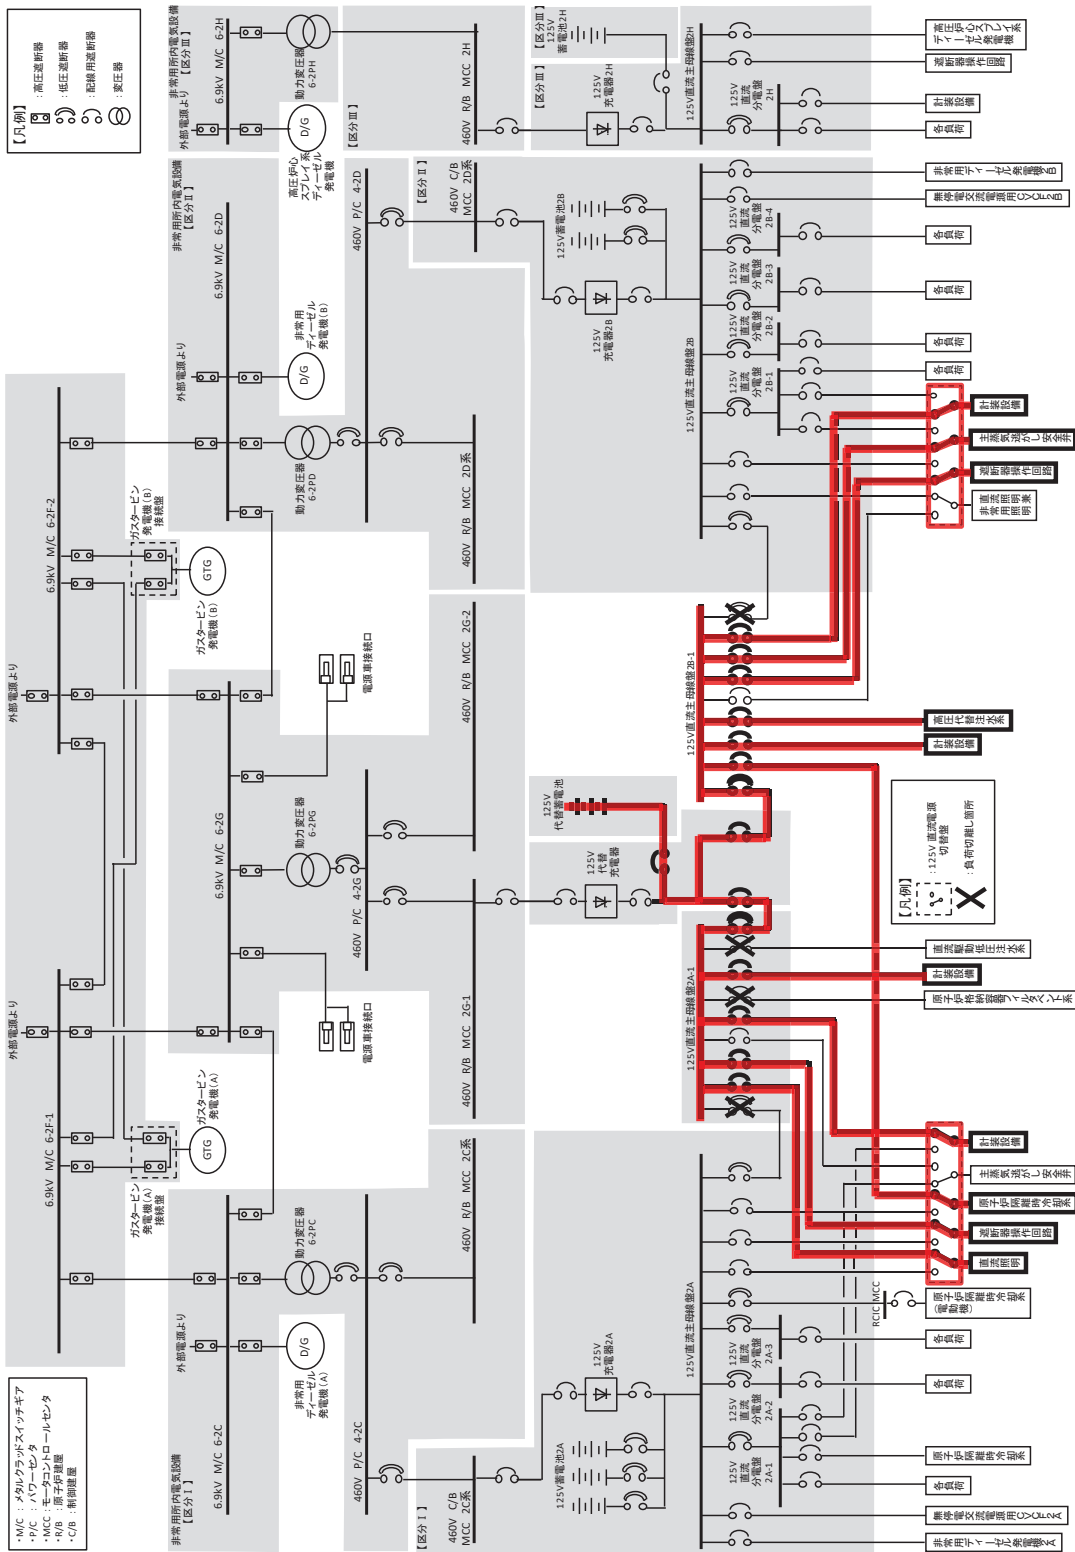 ・M/C ： メタルクラッドスイッチギア
・P/C ： パワーセンタ
・MCC ： モータコントロールセンタ
・R/B ： 原子炉建屋
・C/B ： 制御建屋
【凡例】
：高圧遮断器
：低圧遮断器
：配線用遮断器
：変圧器
外部電源より
6.9kV M/C 6-2F-1
外部電源より
6.9kV M/C 6-2F-2
ガスタービン
発電機(A)
接続盤
GTG
ガスタービン
発電機(A)
ガスタービン
発電機(B)
接続盤
GTG
ガスタービン
発電機(B)
非常用所内電気設備
【区分Ⅰ】
外部電源より
6.9kV M/C 6-2C
D/G
非常用
ディーゼル
発電機(A)
動力変圧器
6-2PC
460V P/C 4-2C
460V R/B MCC 2C系
【区分Ⅰ】
460V C/B
MCC 2C系
6.9kV M/C 6-2G
動力変圧器
6-2PG
電源車接続口
電源車接続口
460V P/C 4-2G
460V R/B MCC 2G-1
460V R/B MCC 2G-2
非常用所内電気設備
【区分Ⅱ】
外部電源より
6.9kV M/C 6-2D
D/G
非常用
ディーゼル
発電機(B)
動力変圧器
6-2PD
460V P/C 4-2D
460V R/B MCC 2D系
【区分Ⅱ】
460V C/B
MCC 2D系
非常用所内電気設備
【区分Ⅲ】
外部電源より
6.9kV M/C 6-2H
D/G
高圧炉心
スプレイ系
ディーゼル
発電機
動力変圧器
6-2PH
【区分Ⅲ】
460V R/B MCC 2H
【区分Ⅲ】
125V
充電器2H
【区分Ⅲ】
125V
蓄電池2H
125V直流主母線盤2H
125V
直流
分電盤
2H
125V蓄電池2A
125V
充電器2A
125V直流主母線盤2A
125V
直流
分電盤
2A-1
125V
直流
分電盤
2A-2
125V
直流
分電盤
2A-3
RCIC MCC
125V
代替
充電器
125V
代替蓄電池
125V直流主母線盤2A-1
125V直流主母線盤2B-1
125V
充電器2B
125V蓄電池2B
125V直流主母線盤2B
125V
直流
分電盤
2B-1
125V
直流
分電盤
2B-2
125V
直流
分電盤
2B-3
125V
直流
分電盤
2B-4
【凡例】
：125V 直流電源
切替盤
：負荷切離し箇所
非常用ディーゼル発電機2A
無停電交流電源用CVCF2A
各負荷
原子炉隔離時冷却系
各負荷
各負荷
原子炉隔離時冷却系
(電動機)
直流照明
遮断器操作回路
原子炉隔離時冷却系
主蒸気逃がし安全弁
計装設備
原子炉格納容器フィルタベント系
計装設備
直流駆動低圧注水系
計装設備
高圧代替注水系
直流照明兼
非常用照明
遮断器操作回路
主蒸気逃がし安全弁
計装設備
各負荷
各負荷
各負荷
各負荷
無停電交流電源用CVCF2B
非常用ディーゼル発電機2B
各負荷
計装設備
遮断器操作回路
高圧炉心スプレイ系
ディーゼル発電機